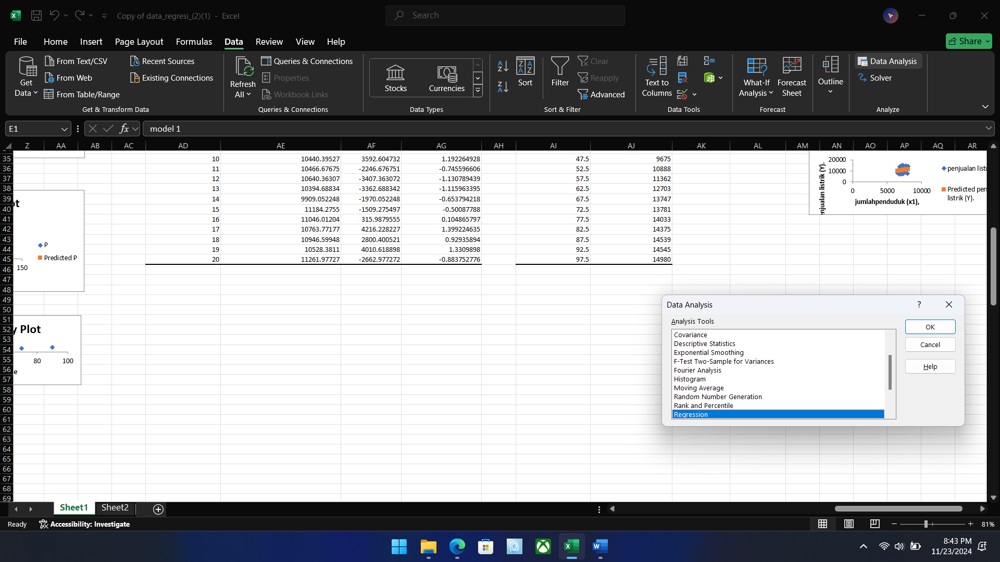 Copy of data_regresi_(2)(1) - Excel
Search
File Home Insert Page Layout Formulas Data Review View Help
Share
Get Data
From Text/CSV
From Web
From Table/Range
Recent Sources
Existing Connections
Get & Transform Data
Refresh All
Queries & Connections
Properties
Workbook Links
Queries & Connections
Stocks
Currencies
Data Types
Sort
Filter
Clear
Reapply
Advanced
Sort & Filter
Text to Columns
Data Tools
What-If Analysis
Forecast Sheet
Forecast
Outline
Data Analysis
Solver
Analyze
E1
fx
model 1
Z AA AB AC AD AE AF AG AH AI AJ AK AL AM AN AO AP AQ AR
35 10 10440.39527 3592.604732 1.192264928 47.5 9675
36 11 10466.67675 -2246.676751 -0.745596606 52.5 10888
37 12 10640.36307 -3407.363072 -1.130789439 57.5 11362
38 13 10394.68834 -3362.688342 -1.115963395 62.5 12703
39 14 9909.052248 -1970.052248 -0.653794218 67.5 13747
40 15 11184.2755 -1509.275497 -0.50087788 72.5 13781
41 16 11046.01204 315.9879555 0.104865797 77.5 14033
42 17 10763.77177 4216.228227 1.399224635 82.5 14375
43 18 10946.59948 2800.400521 0.92935894 87.5 14539
44 19 10528.3811 4010.618898 1.3309898 92.5 14545
45 20 11261.97727 -2662.977272 -0.883752776 97.5 14980
46
47
48
49
50
51
52
53
54
55
56
57
58
59
60
61
62
63
64
65
66
67
68
69
ot
P
Predicted P
150
y Plot
80 100
e
20000
10000
0
0 5000 10000
enjualan listrik (Y).
jumlahpenduduk (x1),
penjualan listr
Predicted pen
listrik (Y).
Data Analysis
?
Analysis Tools
Covariance
Descriptive Statistics
Exponential Smoothing
F-Test Two-Sample for Variances
Fourier Analysis
Histogram
Moving Average
Random Number Generation
Rank and Percentile
Regression
OK
Cancel
Help
Sheet1 Sheet2
Ready
Accessibility: Investigate
81%
8:43 PM
11/23/2024